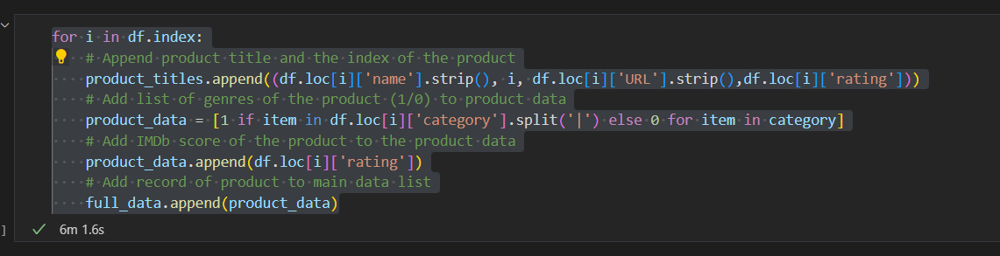 for i in df.index:
    # Append product title and the index of the product
    product_titles.append((df.loc[i]['name'].strip(), i, df.loc[i]['URL'].strip(),df.loc[i]['rating']))
    # Add list of genres of the product (1/0) to product data
    product_data = [1 if item in df.loc[i]['category'].split('|') else 0 for item in category]
    # Add IMDb score of the product to the product data
    product_data.append(df.loc[i]['rating'])
    # Add record of product to main data list
    full_data.append(product_data)
] 6m 1.6s